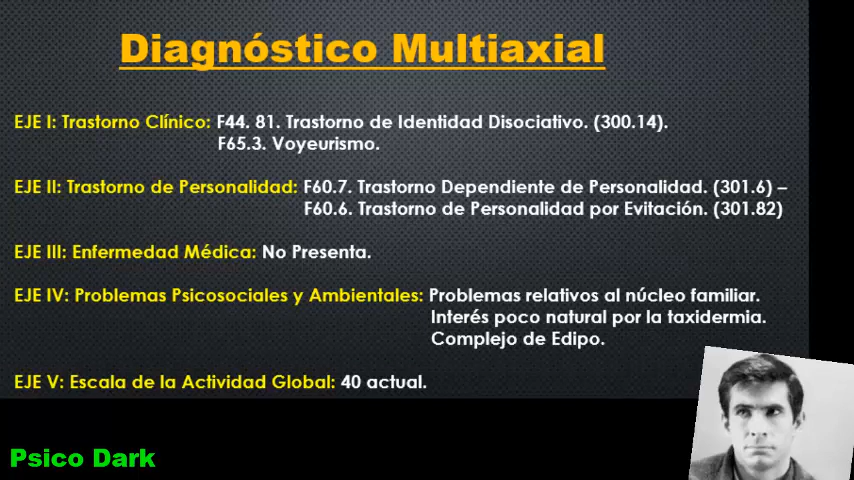 Diagnóstico Multiaxial
EJE I: Trastorno Clínico: F44. 81. Trastorno de Identidad Disociativo. (300.14).
F65.3. Voyeurismo.
EJE II: Trastorno de Personalidad: F60.7. Trastorno Dependiente de Personalidad. (301.6) –
F60.6. Trastorno de Personalidad por Evitación. (301.82)
EJE III: Enfermedad Médica: No Presenta.
EJE IV: Problemas Psicosociales y Ambientales: Problemas relativos al núcleo familiar.
Interés poco natural por la taxidermia.
Complejo de Edipo.
EJE V: Escala de la Actividad Global: 40 actual.
Psico Dark